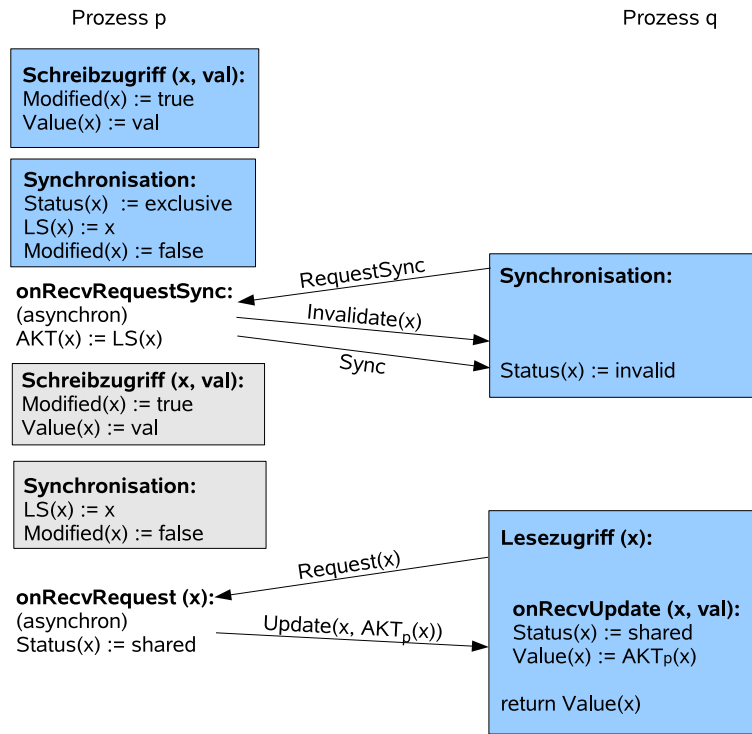 Prozess p
Prozess q
Schreibzugriff (x, val):
Modified(x) := true
Value(x) := val
Synchronisation:
Status(x)  := exclusive
LS(x) := x
Modified(x) := false
RequestSync
Synchronisation:
onRecvRequestSync:
(asynchron)
AKT(x) := LS(x)
Invalidate(x)
Sync
Status(x) := invalid
Schreibzugriff (x, val):
Modified(x) := true
Value(x) := val
Synchronisation:
LS(x) := x
Modified(x) := false
Lesezugriff (x):
Request(x)
onRecvRequest (x):
(asynchron)
Status(x) := shared
Update(x, AKTp(x))
onRecvUpdate (x, val):
Status(x) := shared
Value(x) := AKTp(x)
return Value(x)